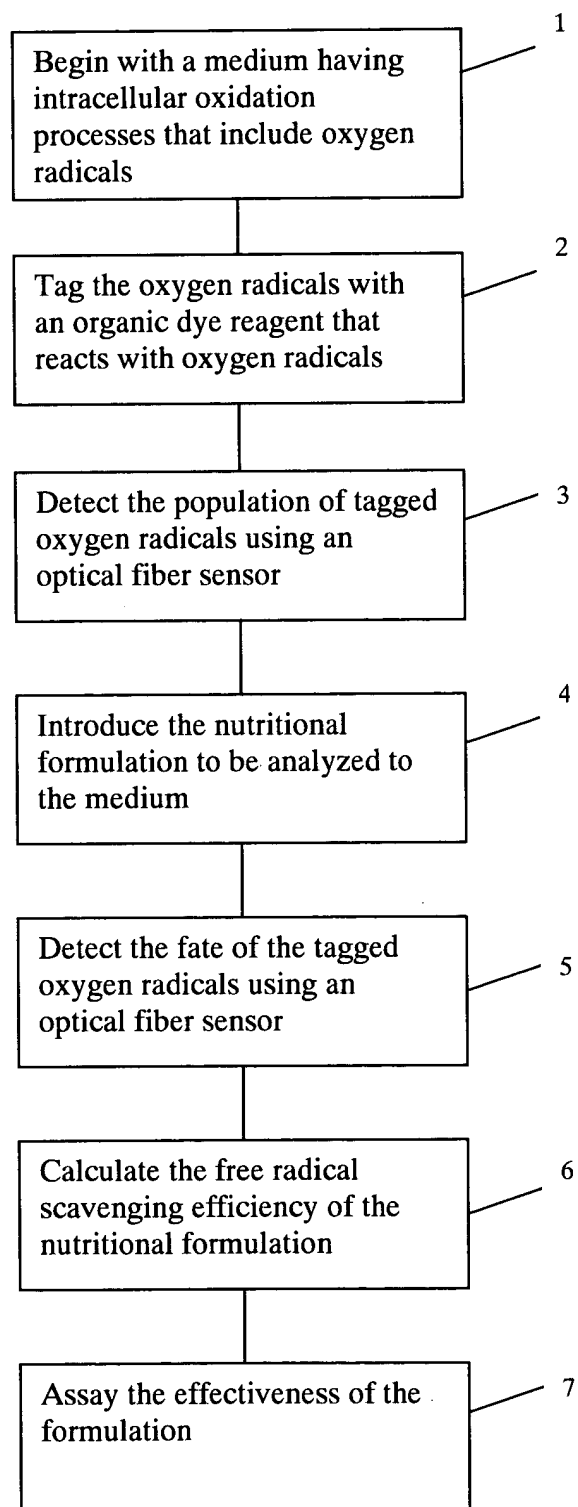 1
Begin with a medium having
intracellular oxidation
processes that include oxygen
radicals
2
Tag the oxygen radicals with
an organic dye reagent that
reacts with oxygen radicals
3
Detect the population of tagged
oxygen radicals using an
optical fiber sensor
4
Introduce the nutritional
formulation to be analyzed to
the medium
5
Detect the fate of the tagged
oxygen radicals using an
optical fiber sensor
6
Calculate the free radical
scavenging efficiency of the
nutritional formulation
7
Assay the effectiveness of the
formulation